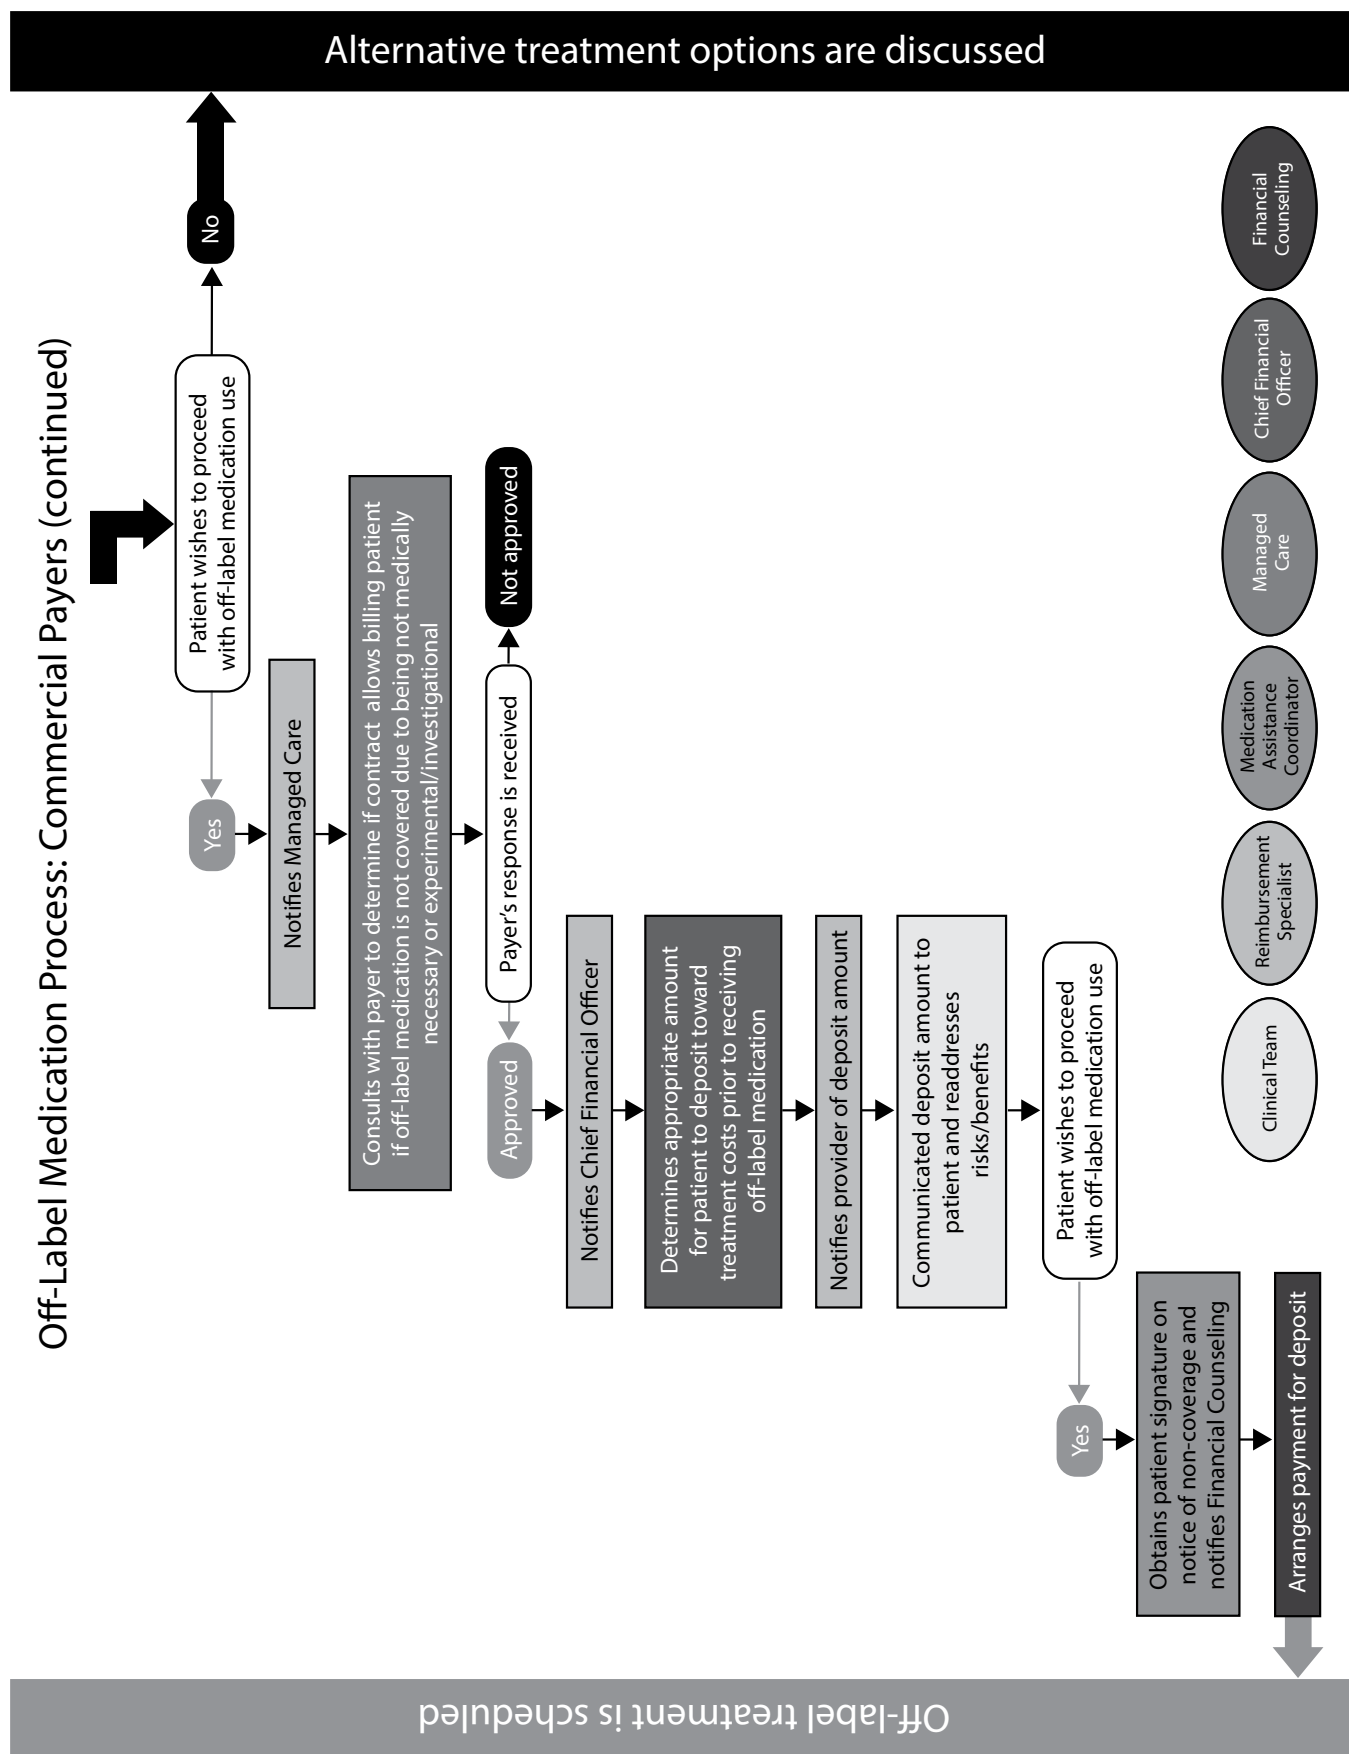 Off-Label Medication Process: Commercial Payers (continued)
Alternative treatment options are discussed
Patient wishes to proceed
with off-label medication use
No
Yes
Notifies Managed Care
Consults with payer to determine if contract allows billing patient
if off-label medication is not covered due to being not medically
necessary or experimental/investigational
Payer's response is received
Not approved
Approved
Notifies Chief Financial Officer
Determines appropriate amount
for patient to deposit toward
treatment costs prior to receiving
off-label medication
Notifies provider of deposit amount
Communicated deposit amount to
patient and readdresses
risks/benefits
Patient wishes to proceed
with off-label medication use
Yes
Obtains patient signature on
notice of non-coverage and
notifies Financial Counseling
Arranges payment for deposit
Off-label treatment is scheduled
Clinical Team
Reimbursement
Specialist
Medication
Assistance
Coordinator
Managed
Care
Chief Financial
Officer
Financial
Counseling